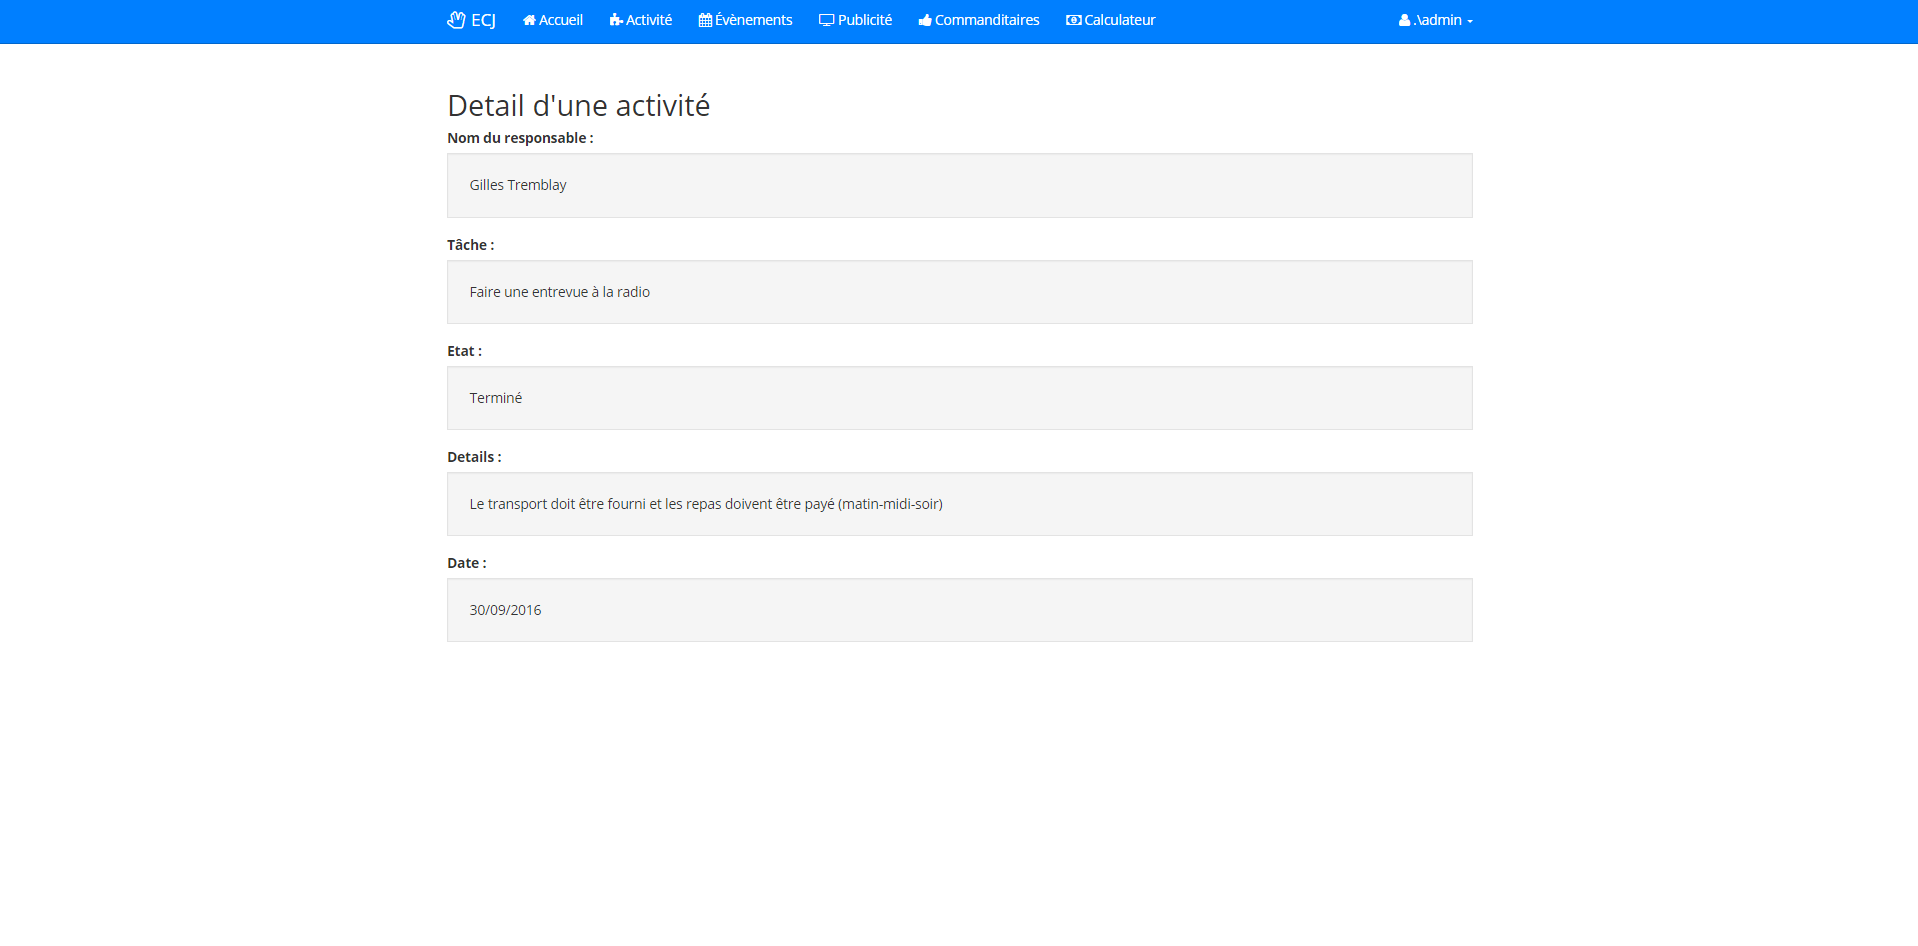 ECJ Accueil Activité Évènements Publicité Commanditaires Calculateur .\admin
Detail d'une activité
Nom du responsable :
Gilles Tremblay
Tâche :
Faire une entrevue à la radio
Etat :
Terminé
Details :
Le transport doit être fourni et les repas doivent être payé (matin-midi-soir)
Date :
30/09/2016